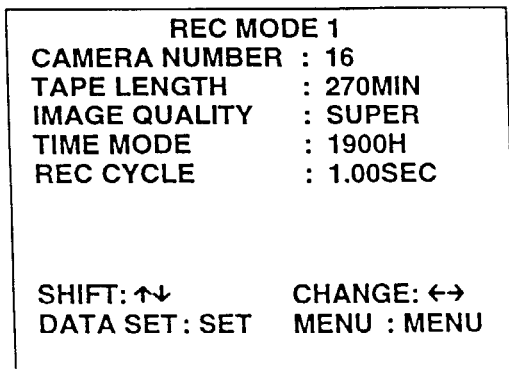 REC MODE 1
CAMERA NUMBER : 16
TAPE LENGTH : 270MIN
IMAGE QUALITY : SUPER
TIME MODE : 1900H
REC CYCLE : 1.00SEC
SHIFT: ↑↓ CHANGE: ←→
DATA SET : SET MENU : MENU